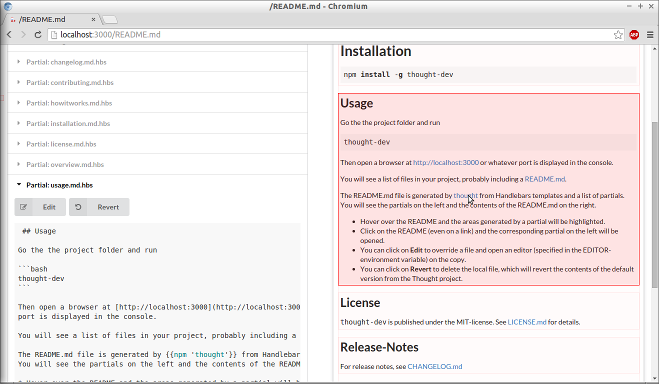 /README.md - Chromium
/README.md
localhost:3000/README.md
ABP
Partial: changelog.md.hbs
Partial: contributing.md.hbs
Partial: howitworks.md.hbs
Partial: installation.md.hbs
Partial: license.md.hbs
Partial: overview.md.hbs
Partial: usage.md.hbs
Edit
Revert
## Usage
Go the the project folder and run
```bash
thought-dev
```
Then open a browser at [http://localhost:3000](http://localhost:300
port is displayed in the console.
You will see a list of files in your project, probably including a
The README.md file is generated by {{npm 'thought'}} from Handlebar
You will see the partials on the left and the contents of the READM
* Hover over the README and the areas generated by a partial will b
Installation
npm install -g thought-dev
Usage
Go the the project folder and run
thought-dev
Then open a browser at http://localhost:3000 or whatever port is displayed in the console.
You will see a list of files in your project, probably including a README.md.
The README.md file is generated by thought from Handlebars templates and a list of partials.
You will see the partials on the left and the contents of the README.md on the right.
• Hover over the README and the areas generated by a partial will be highlighted.
• Click on the README (even on a link) and the corresponding partial on the left will be
opened.
• You can click on Edit to override a file and open an editor (specified in the EDITOR-
environment variable) on the copy.
• You can click on Revert to delete the local file, which will revert the contents of the default
version from the Thought project.
License
thought-dev is published under the MIT-license. See LICENSE.md for details.
Release-Notes
For release notes, see CHANGELOG.md